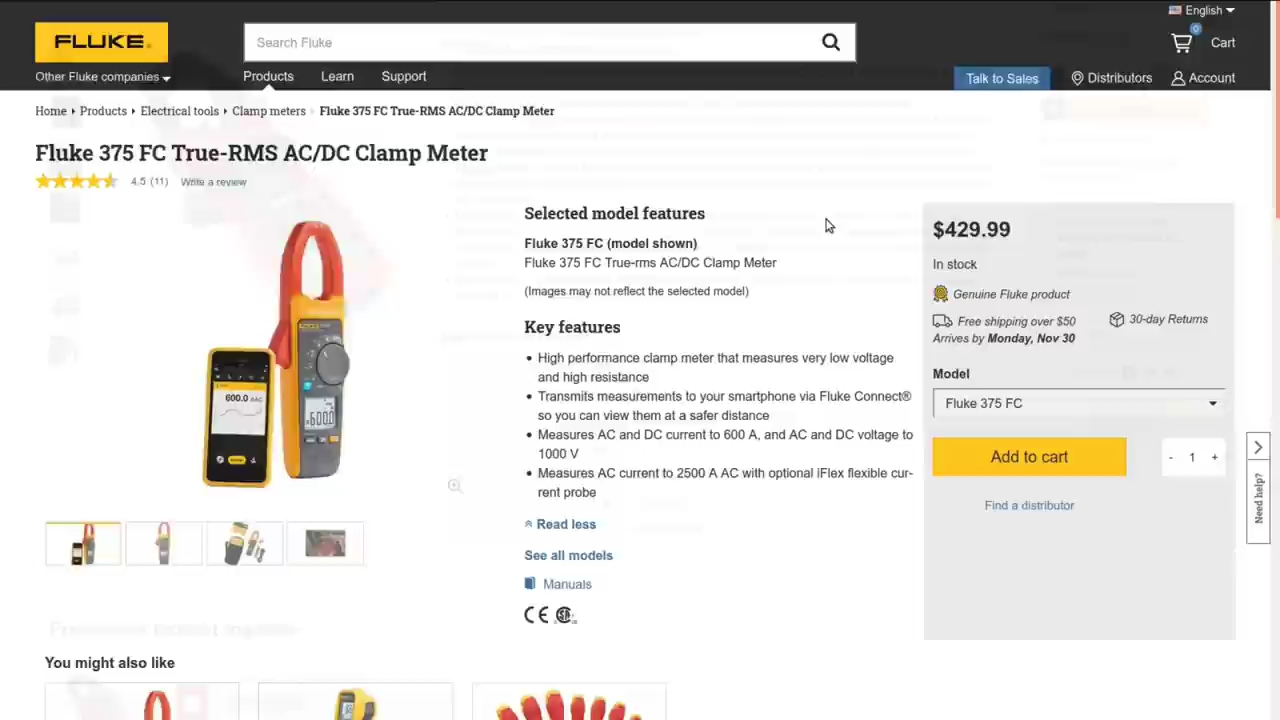 English
FLUKE.
Search Fluke
0
Cart
Other Fluke companies
Products
Learn
Support
Talk to Sales
Distributors
Account
Home
Products
Electrical tools
Clamp meters
Fluke 375 FC True-RMS AC/DC Clamp Meter
Fluke 375 FC True-RMS AC/DC Clamp Meter
4.5 (11)
Write a review
Selected model features
Fluke 375 FC (model shown)
Fluke 375 FC True-rms AC/DC Clamp Meter
(Images may not reflect the selected model)
Key features
High performance clamp meter that measures very low voltage
and high resistance
Transmits measurements to your smartphone via Fluke Connect®
so you can view them at a safer distance
Measures AC and DC current to 600 A, and AC and DC voltage to
1000 V
Measures AC current to 2500 A AC with optional iFlex flexible cur-
rent probe
Read less
See all models
Manuals
CE
600.0
600.0
$429.99
In stock
Genuine Fluke product
Free shipping over $50
30-day Returns
Arrives by Monday, Nov 30
Model
Fluke 375 FC
Add to cart
- 1 +
Find a distributor
Need help?
You might also like